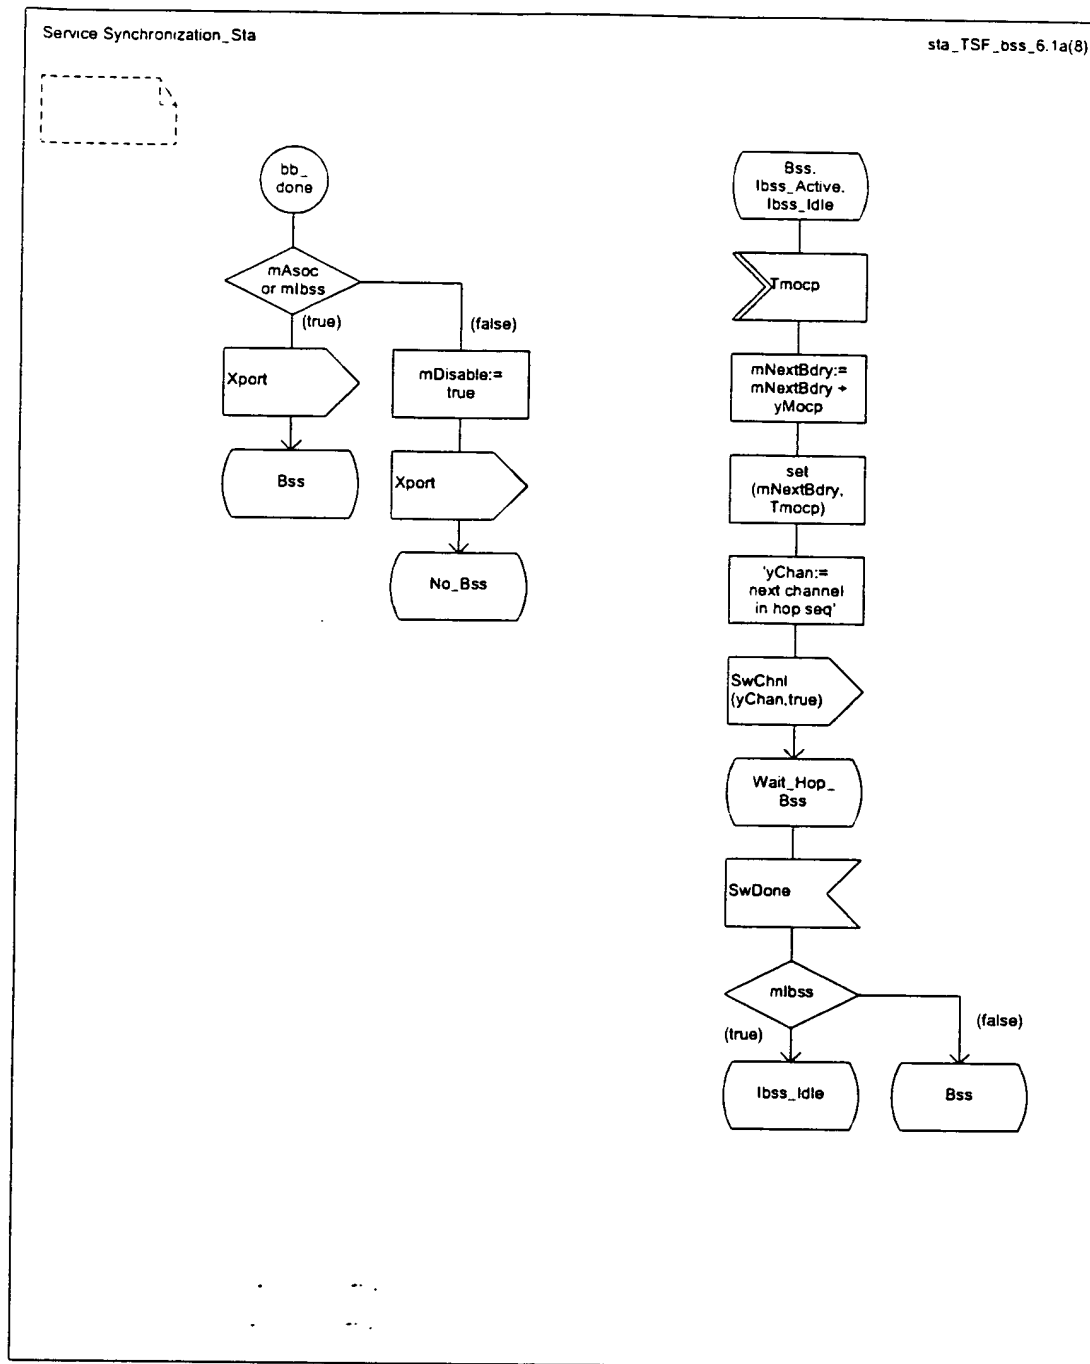 Service Synchronization_Sta
sta_TSF_bss_6.1a(8)
bb_
done
mAsoc
or mIbss
(true)
(false)
Xport
mDisable:=
true
Bss
Xport
No_Bss
Bss.
Ibss_Active.
Ibss_Idle
Tmocp
mNextBdry:=
mNextBdry +
yMocp
set
(mNextBdry,
Tmocp)
'yChan:=
next channel
in hop seq'
SwChnl
(yChan,true)
Wait_Hop_
Bss
SwDone
mIbss
(true)
(false)
Ibss_Idle
Bss